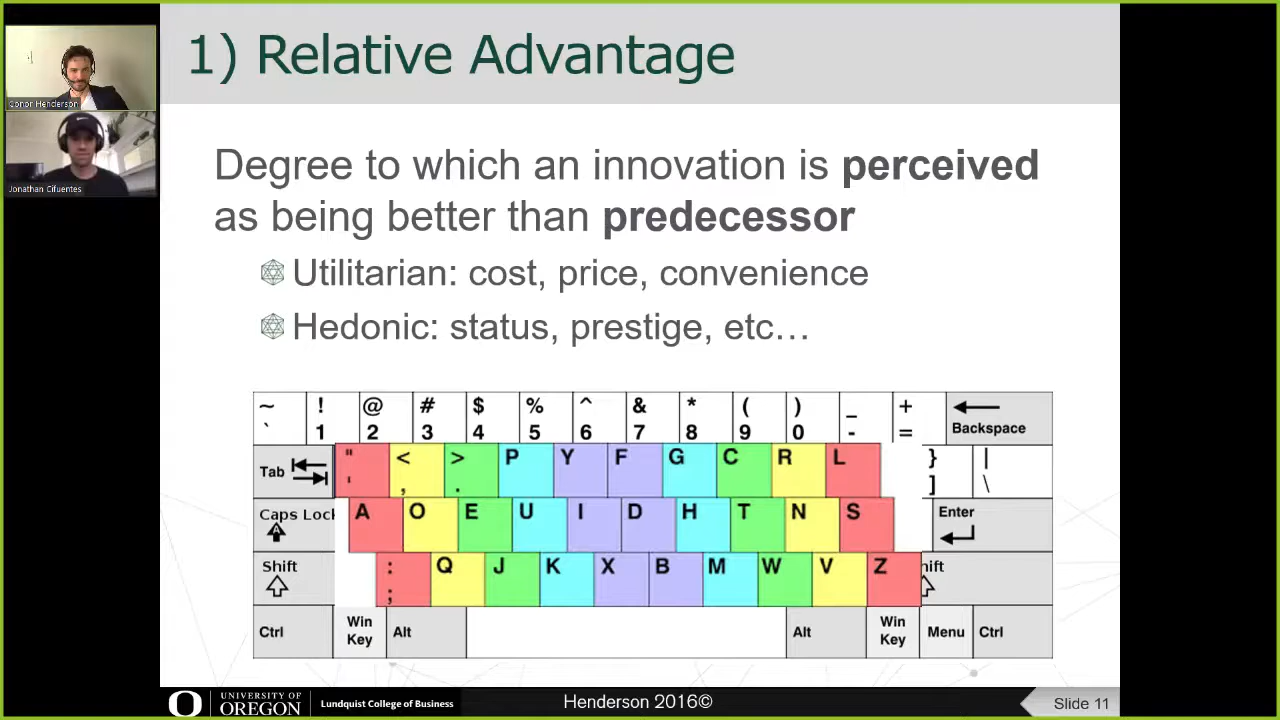 1) Relative Advantage
Conor Henderson
Jonathan Cifuentes
Degree to which an innovation is perceived
as being better than predecessor
Utilitarian: cost, price, convenience
Hedonic: status, prestige, etc…
~ ! @ # $ % ^ & * ( ) _ +
` 1 2 3 4 5 6 7 8 9 0 - =
Backspace
Tab " < > P Y F G C R L } |
' , . ] \
Caps Lock A O E U I D H T N S Enter
Shift : Q J K X B M W V Z hift
;
Ctrl Win Key Alt Alt Win Key Menu Ctrl
O UNIVERSITY OF OREGON Lundquist College of Business Henderson 2016© Slide 11